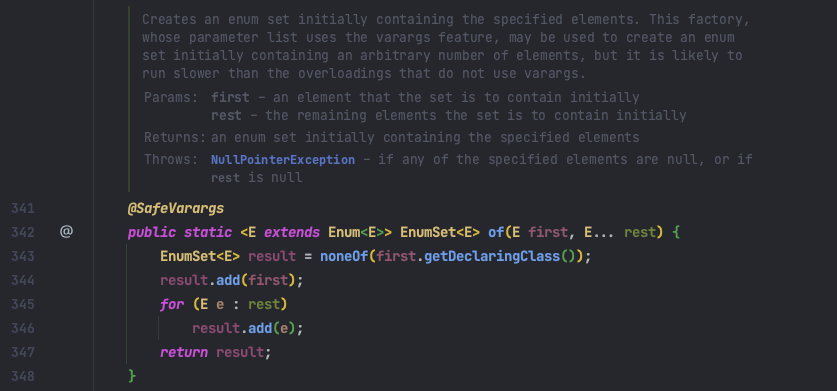 Creates an enum set initially containing the specified elements. This factory,
whose parameter list uses the varargs feature, may be used to create an enum
set initially containing an arbitrary number of elements, but it is likely to
run slower than the overloadings that do not use varargs.
Params: first – an element that the set is to contain initially
rest – the remaining elements the set is to contain initially
Returns: an enum set initially containing the specified elements
Throws: NullPointerException – if any of the specified elements are null, or if
rest is null
341 @SafeVarargs
342 @ public static <E extends Enum<E>> EnumSet<E> of(E first, E... rest) {
343 EnumSet<E> result = noneOf(first.getDeclaringClass());
344 result.add(first);
345 for (E e : rest)
346 result.add(e);
347 return result;
348 }